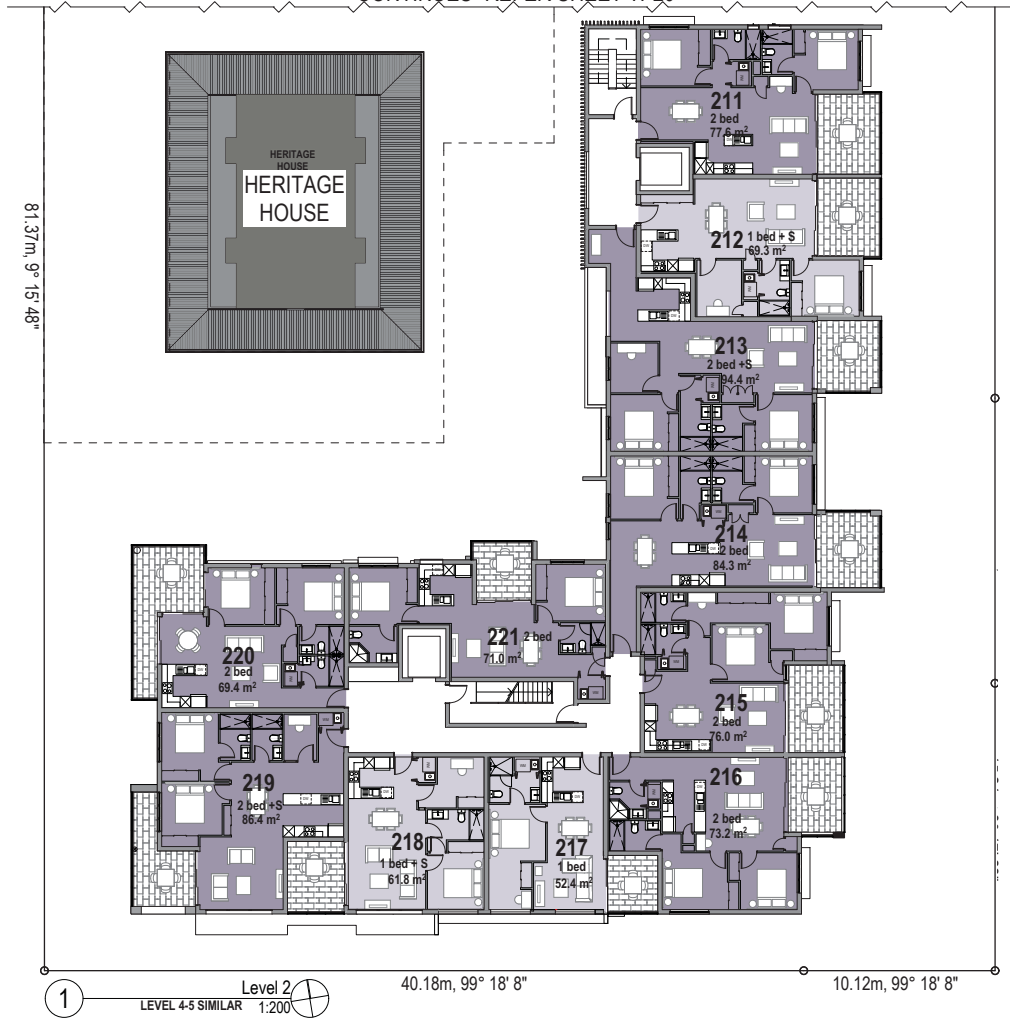 HERITAGE
HOUSE
HERITAGE
HOUSE
81.37m, 9° 15' 48"
211
2 bed
77.6 m²
212
1 bed + S
69.3 m²
213
2 bed +S
94.4 m²
214
2 bed
84.3 m²
220
2 bed
69.4 m²
221
2 bed
71.0 m²
215
2 bed
76.0 m²
219
2 bed +S
86.4 m²
218
1 bed + S
61.8 m²
217
1 bed
52.4 m²
216
2 bed
73.2 m²
1
Level 2
LEVEL 4-5 SIMILAR
1:200
40.18m, 99° 18' 8"
10.12m, 99° 18' 8"